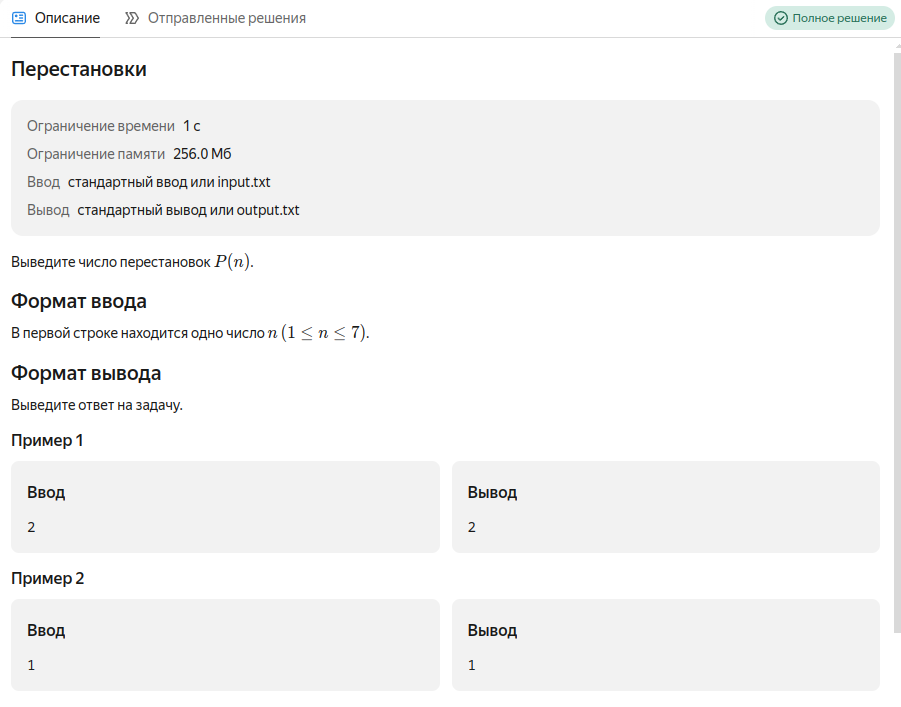 Описание Отправленные решения Полное решение
Перестановки
Ограничение времени 1 с
Ограничение памяти 256.0 Мб
Ввод стандартный ввод или input.txt
Вывод стандартный вывод или output.txt
Выведите число перестановок P(n).
Формат ввода
В первой строке находится одно число n (1 ≤ n ≤ 7).
Формат вывода
Выведите ответ на задачу.
Пример 1
Ввод Вывод
2 2
Пример 2
Ввод Вывод
1 1